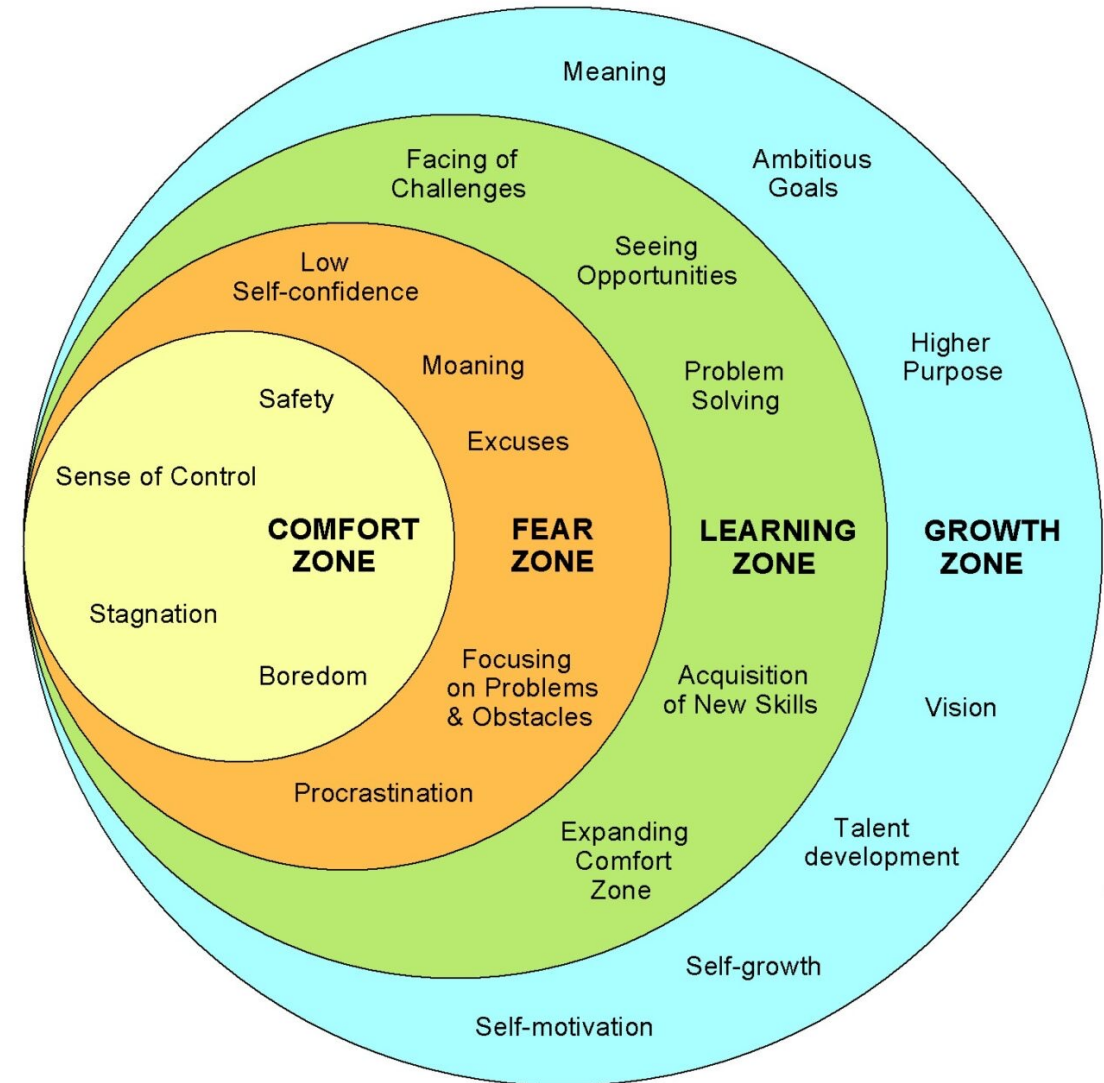 Meaning
Ambitious
Goals
Higher
Purpose
GROWTH
ZONE
Vision
Talent
development
Self-growth
Self-motivation
Facing of
Challenges
Seeing
Opportunities
Problem
Solving
LEARNING
ZONE
Acquisition
of New Skills
Expanding
Comfort
Zone
Low
Self-confidence
Moaning
Excuses
FEAR
ZONE
Focusing
on Problems
& Obstacles
Procrastination
Safety
Sense of Control
COMFORT
ZONE
Stagnation
Boredom